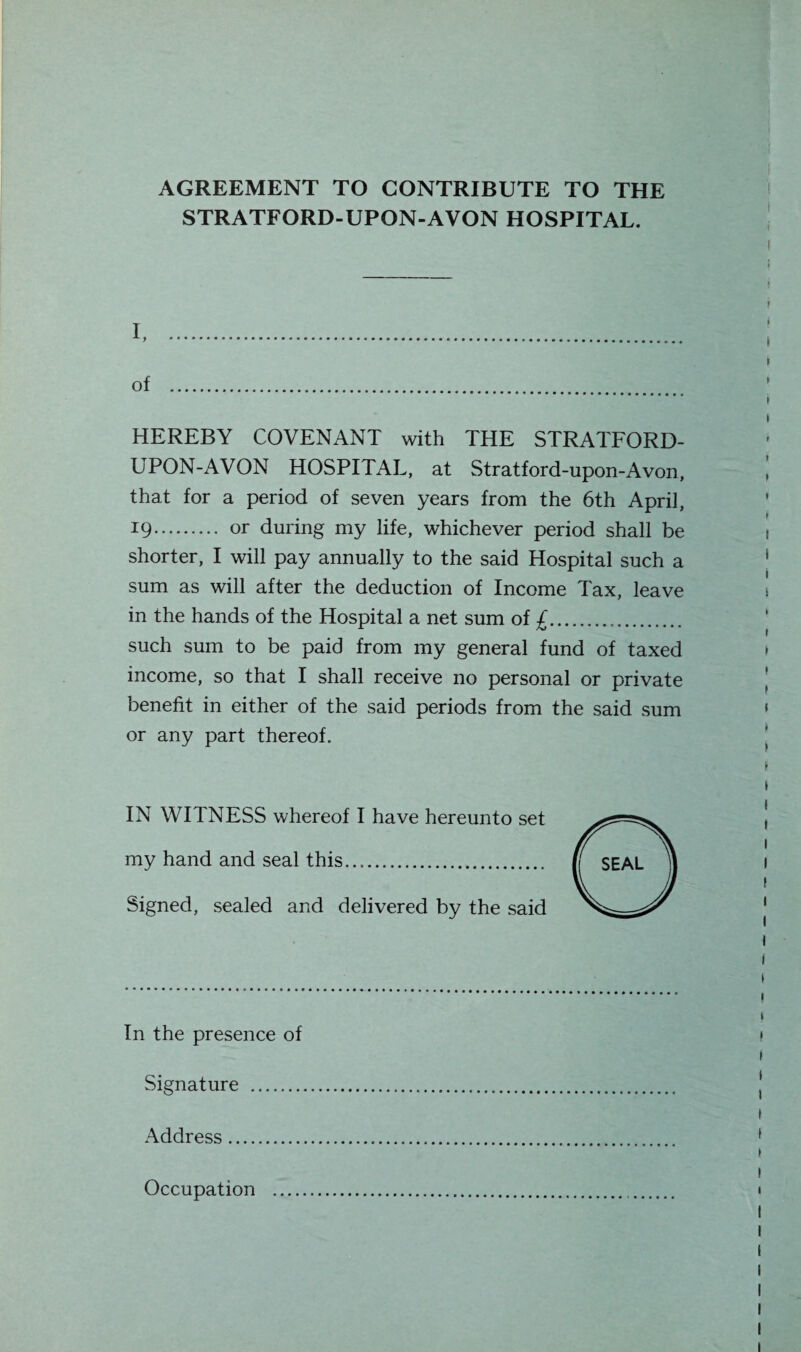 AGREEMENT TO CONTRIBUTE TO THE
STRATFORD-UPON-AVON HOSPITAL.
I, ..........
of ..........
HEREBY COVENANT with THE STRATFORD-
UPON-AVON HOSPITAL, at Stratford-upon-Avon,
that for a period of seven years from the 6th April,
19.......... or during my life, whichever period shall be
shorter, I will pay annually to the said Hospital such a
sum as will after the deduction of Income Tax, leave
in the hands of the Hospital a net sum of £..........
such sum to be paid from my general fund of taxed
income, so that I shall receive no personal or private
benefit in either of the said periods from the said sum
or any part thereof.
IN WITNESS whereof I have hereunto set
my hand and seal this..........
SEAL
Signed, sealed and delivered by the said
..........
In the presence of
Signature ..........
Address..........
Occupation ..........